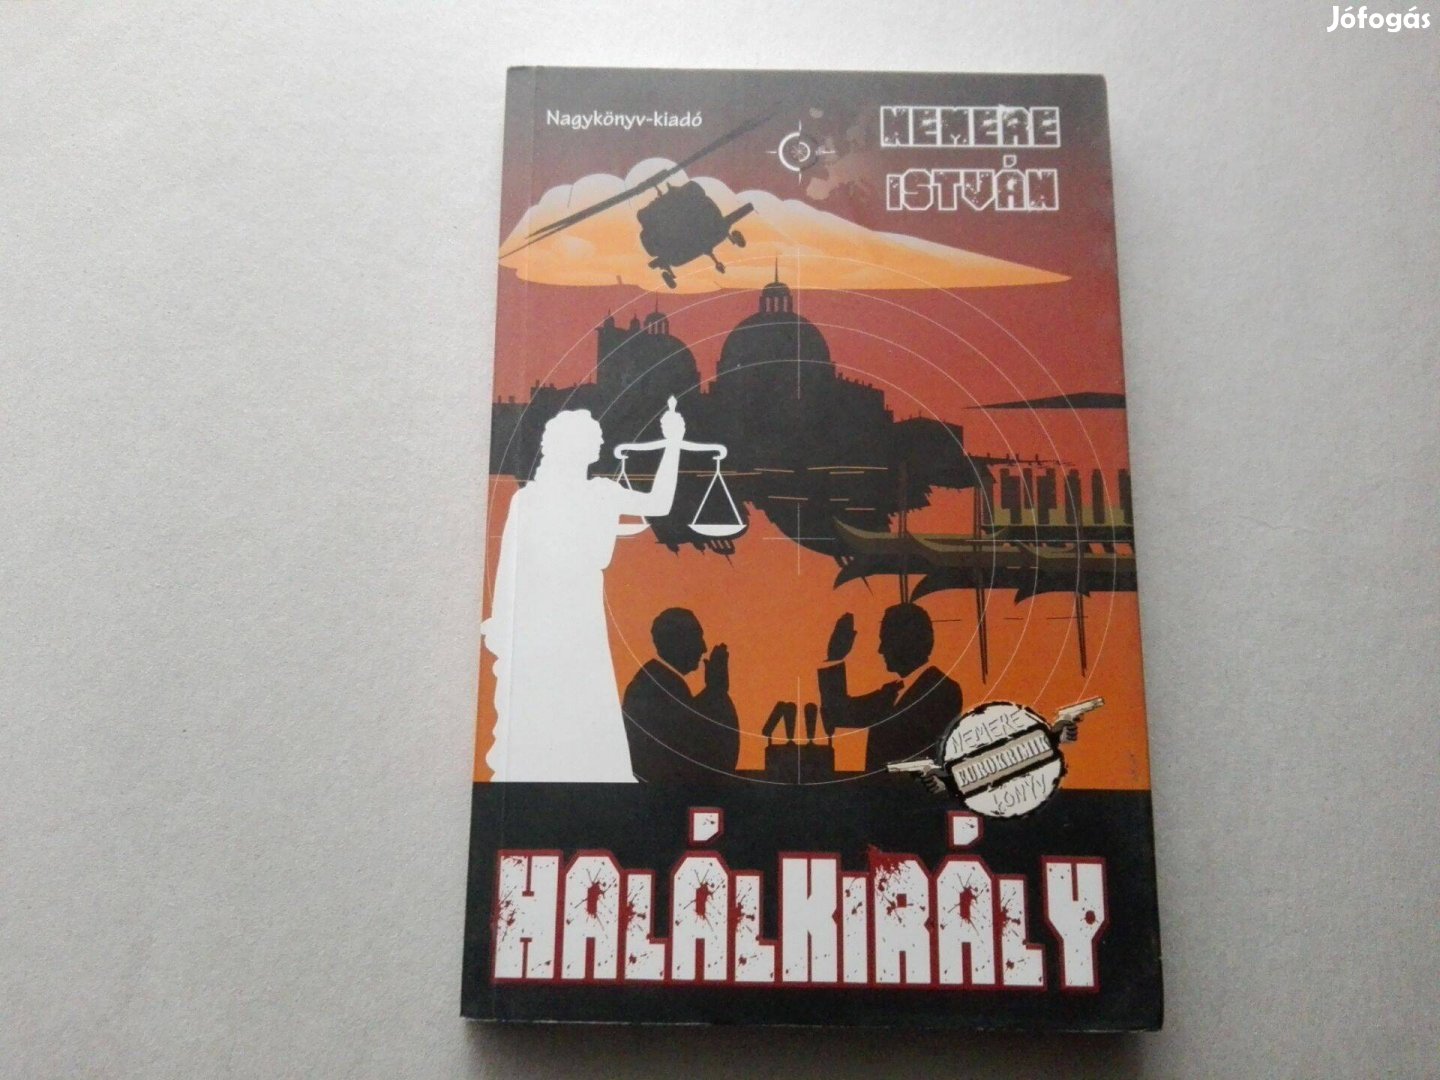 Jófogás
Nagykönyv-kiadó
NEMERE
ISTVÁN
NEMERE
EUROKRIMIK
KÖNYV
HALÁLKIRÁLY